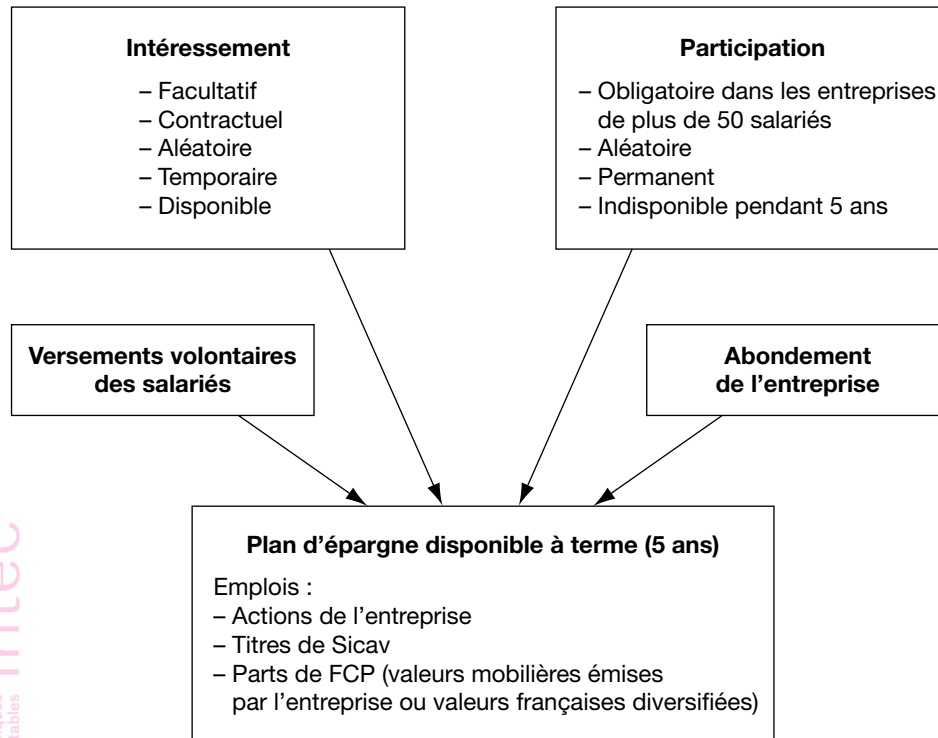 Intéressement
– Facultatif
– Contractuel
– Aléatoire
– Temporaire
– Disponible
Participation
– Obligatoire dans les entreprises
de plus de 50 salariés
– Aléatoire
– Permanent
– Indisponible pendant 5 ans
Versements volontaires
des salariés
Abondement
de l’entreprise
Plan d’épargne disponible à terme (5 ans)
Emplois :
– Actions de l’entreprise
– Titres de Sicav
– Parts de FCP (valeurs mobilières émises
par l’entreprise ou valeurs françaises diversifiées)